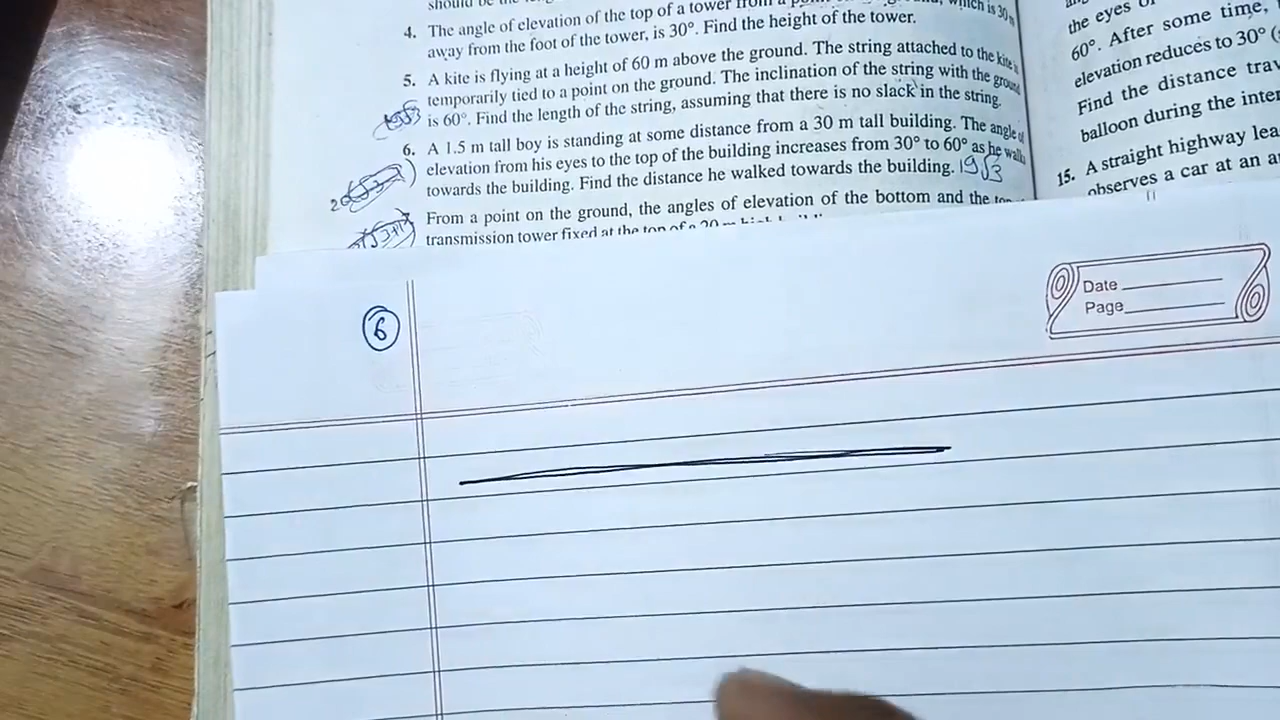 should be the
4. The angle of elevation of the top of a tower from a point which is 30 m
away from the foot of the tower, is 30°. Find the height of the tower.
5. A kite is flying at a height of 60 m above the ground. The string attached to the kite is
temporarily tied to a point on the ground. The inclination of the string with the ground
is 60°. Find the length of the string, assuming that there is no slack in the string.
6. A 1.5 m tall boy is standing at some distance from a 30 m tall building. The angle of
elevation from his eyes to the top of the building increases from 30° to 60° as he walks
towards the building. Find the distance he walked towards the building. 19√3
From a point on the ground, the angles of elevation of the bottom and the top
transmission tower fixed at the top of a 20 m high
the eyes of
60°. After some time,
elevation reduces to 30°
Find the distance trav
balloon during the inter
15. A straight highway lea
observes a car at an a
6
Date
Page